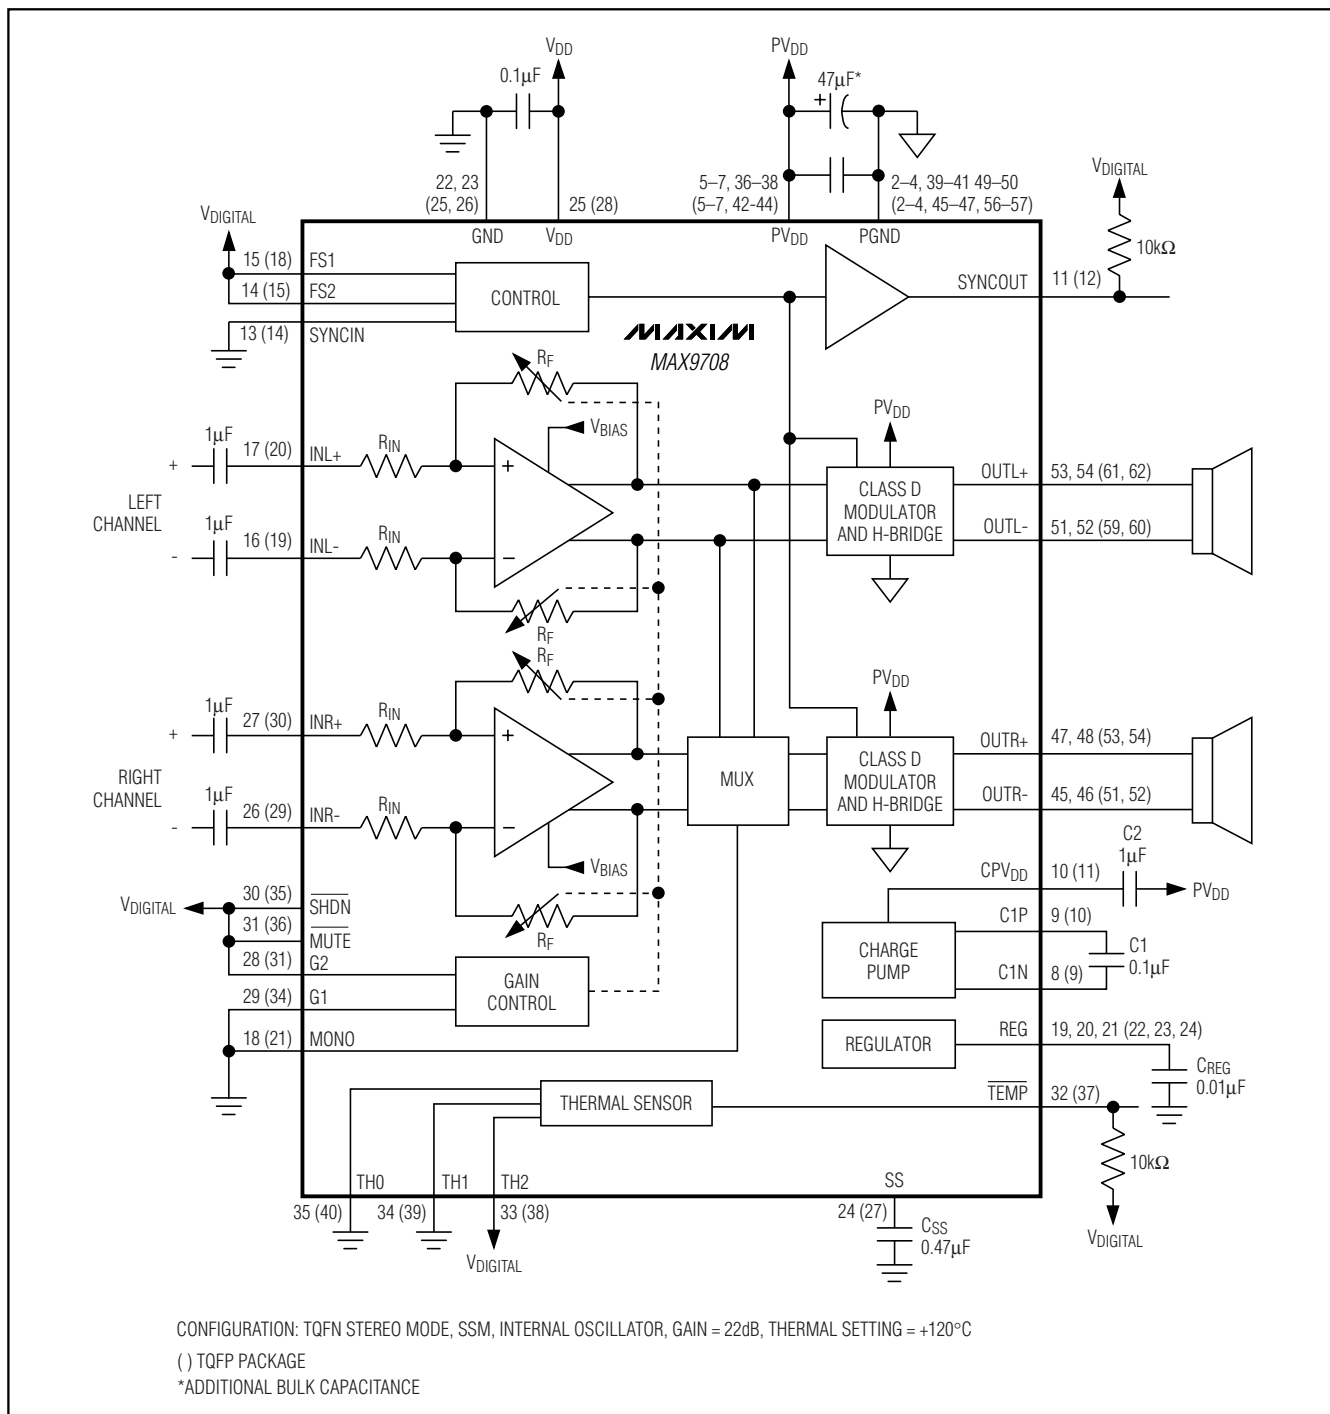 VDD
PVDD
0.1µF
47µF*
+
VDIGITAL
22, 23
(25, 26)
25 (28)
5–7, 36–38
(5–7, 42-44)
2–4, 39–41 49–50
(2–4, 45–47, 56–57)
10kΩ
VDIGITAL
GND
VDD
PVDD
PGND
15 (18)
FS1
14 (15)
FS2
13 (14)
SYNCIN
CONTROL
SYNCOUT
11 (12)
MAXIM
MAX9708
RF
VBIAS
PVDD
1µF
17 (20)
INL+
RIN
+
+
LEFT
CHANNEL
1µF
16 (19)
INL-
RIN
-
−
CLASS D
MODULATOR
AND H-BRIDGE
OUTL+
53, 54 (61, 62)
OUTL-
51, 52 (59, 60)
RF
RF
PVDD
1µF
27 (30)
INR+
RIN
+
+
RIGHT
CHANNEL
1µF
26 (29)
INR-
RIN
-
−
MUX
CLASS D
MODULATOR
AND H-BRIDGE
OUTR+
47, 48 (53, 54)
OUTR-
45, 46 (51, 52)
VBIAS
RF
C2
1µF
CPVDD
10 (11)
PVDD
VDIGITAL
30 (35)
SHDN
31 (36)
MUTE
28 (31)
G2
29 (34)
G1
18 (21)
MONO
GAIN
CONTROL
CHARGE
PUMP
C1P
9 (10)
C1
0.1µF
C1N
8 (9)
REGULATOR
REG
19, 20, 21 (22, 23, 24)
CREG
0.01µF
THERMAL SENSOR
TEMP
32 (37)
10kΩ
VDIGITAL
TH0
TH1
TH2
SS
35 (40)
34 (39)
33 (38)
24 (27)
VDIGITAL
CSS
0.47µF
CONFIGURATION: TQFN STEREO MODE, SSM, INTERNAL OSCILLATOR, GAIN = 22dB, THERMAL SETTING = +120°C
( ) TQFP PACKAGE
*ADDITIONAL BULK CAPACITANCE